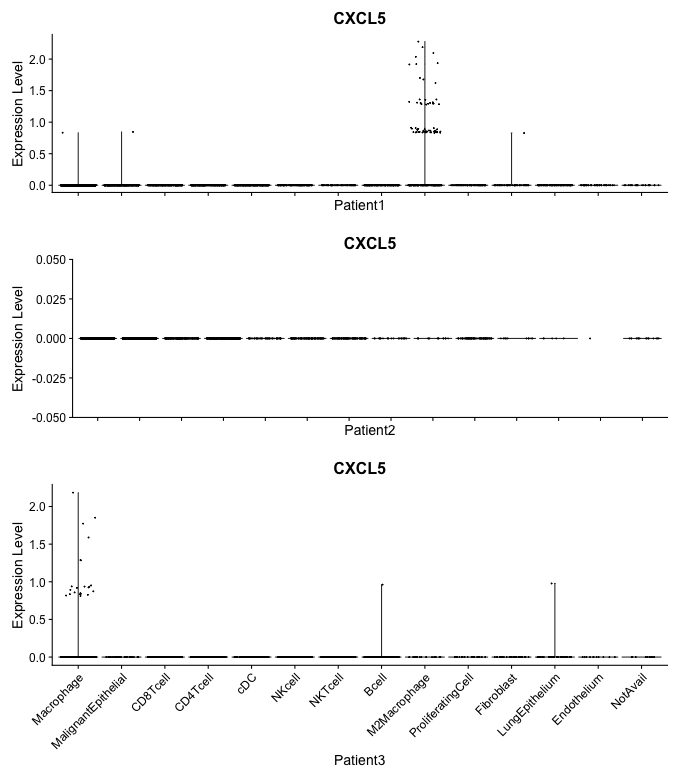 CXCL5
Expression Level
2.0
1.5
1.0
0.5
0.0
Patient1
CXCL5
Expression Level
0.050
0.025
0.000
-0.025
-0.050
Patient2
CXCL5
Expression Level
2.0
1.5
1.0
0.5
0.0
Macrophage
MalignantEpithelial
CD8Tcell
CD4Tcell
cDC
NKcell
NKTcell
Bcell
M2Macrophage
ProliferatingCell
Fibroblast
LungEpithelium
Endothelium
NotAvail
Patient3